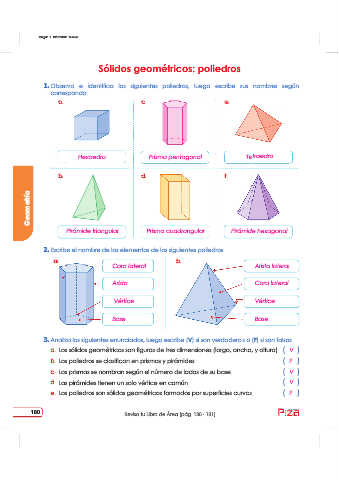 Sólidos geométricos: poliedros
1. Observa e identifica los siguientes poliedros, luego escribe sus nombres según
corresponda
a. c. e.
Hexaedro Prisma pentagonal Tetraedro
b. d. f.
Pirámide triangular Prisma cuadrangular Pirámide hexagonal
Geometría
2. Escribe el nombre de los elementos de los siguientes poliedros
a. b.
Cara lateral Arista lateral
Arista Cara lateral
Vértice Vértice
Base Base
3. Analiza los siguientes enunciados, luego escribe (V) si son verdaderos o (F) si son falsos
a. Los sólidos geométricos son figuras de tres dimensiones (largo, ancho, y altura) ( V )
b. Los poliedros se clasifican en prismas y pirámides ( F )
c. Los prismas se nombran según el número de lados de su base ( V )
d. Las pirámides tienen un solo vértice en común ( V )
e. Los poliedros son sólidos geométricos formados por superficies curvas ( F )
180
Revisa tu Libro de Área (pág. 130 - 131)